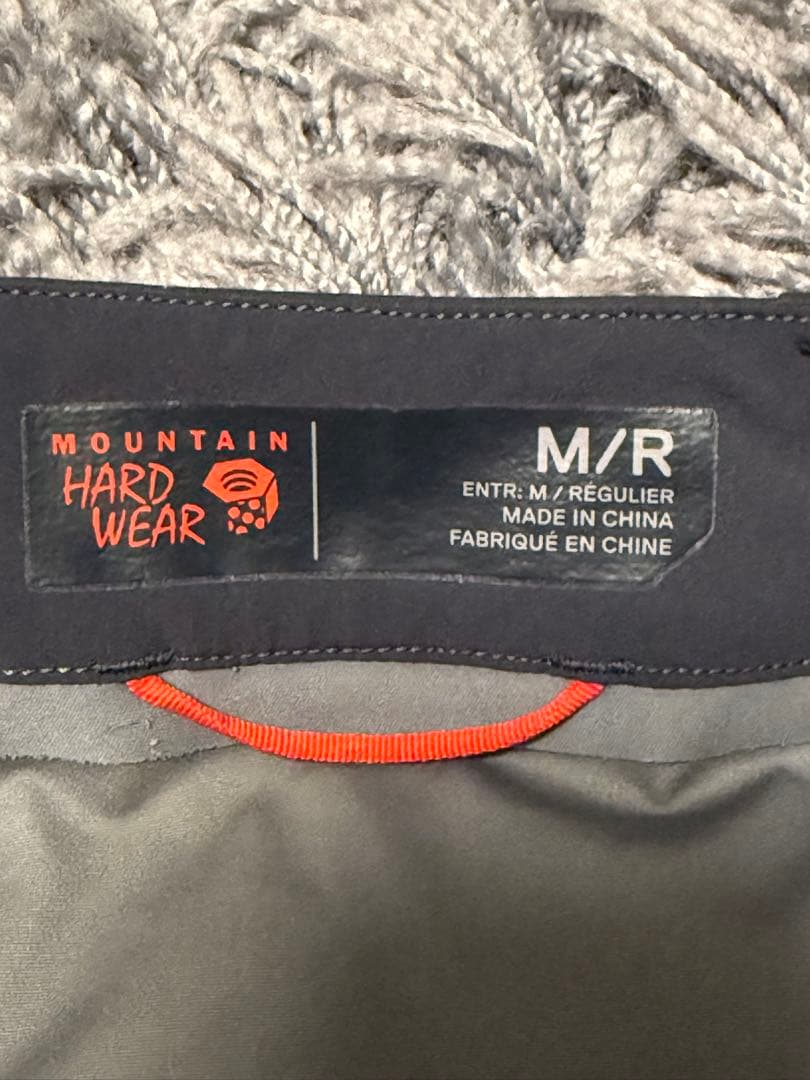 MOUNTAIN
HARD
WEAR
M/R
ENTR: M / RÉGULIER
MADE IN CHINA
FABRIQUÉ EN CHINE